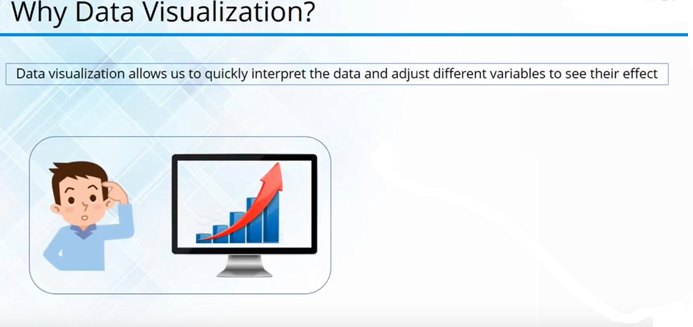 Why Data Visualization?
Data visualization allows us to quickly interpret the data and adjust different variables to see their effect